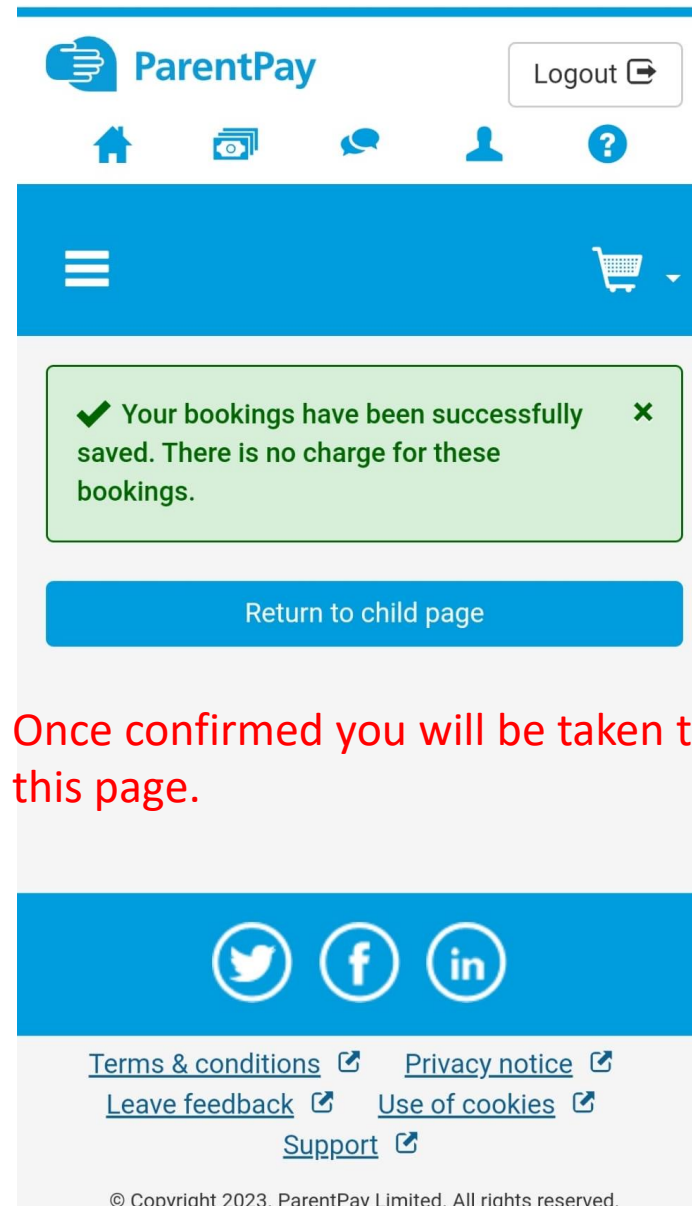 ParentPay
Logout
Your bookings have been successfully
saved. There is no charge for these
bookings.
Return to child page
Once confirmed you will be taken t
this page.
Terms & conditions Privacy notice
Leave feedback Use of cookies
Support
© Copyright 2023. ParentPay Limited. All rights reserved.